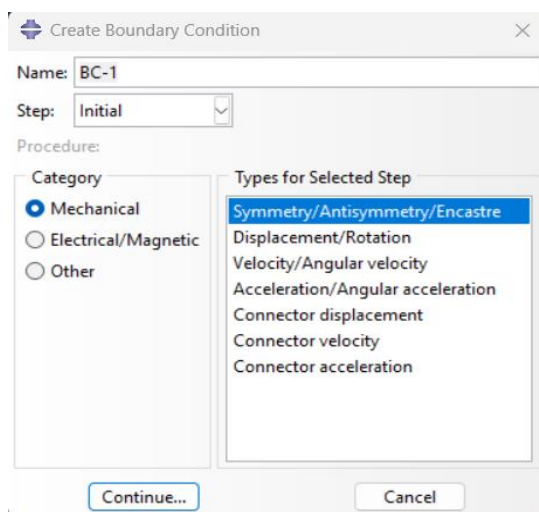 Create Boundary Condition
Name: BC-1
Step: Initial
Procedure:
Category
Mechanical
Electrical/Magnetic
Other
Types for Selected Step
Symmetry/Antisymmetry/Encastre
Displacement/Rotation
Velocity/Angular velocity
Acceleration/Angular acceleration
Connector displacement
Connector velocity
Connector acceleration
Continue... Cancel